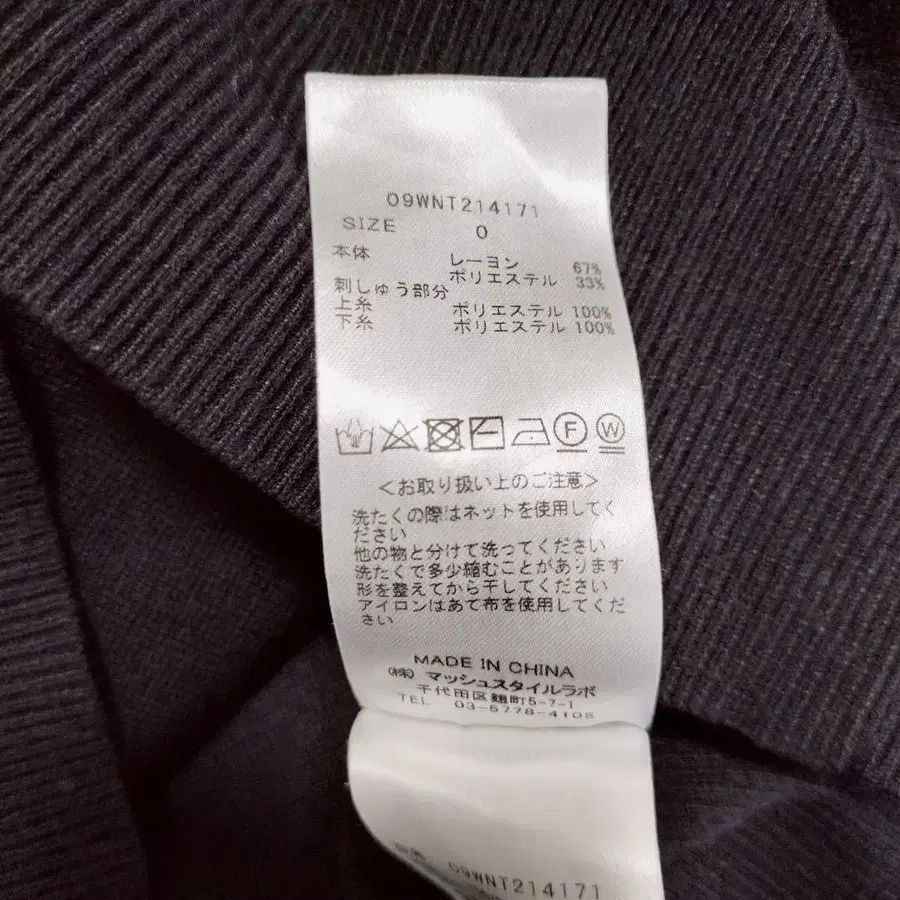 09WNT214171
SIZE 0
本体 レーヨン 67%
ポリエステル 33%
刺しゅう部分
上糸 ポリエステル 100%
下糸 ポリエステル 100%
F W
<お取り扱い上のご注意>
洗たくの際はネットを使用してく
ださい
他の物と分けて洗ってください
洗たくで多少縮むことがあります
形を整えてから干してください
アイロンはあて布を使用してくだ
さい
MADE IN CHINA
(株) マッシュスタイルラボ
千代田区麹町5-7-1
TEL 03-5778-4105
09WNT214171